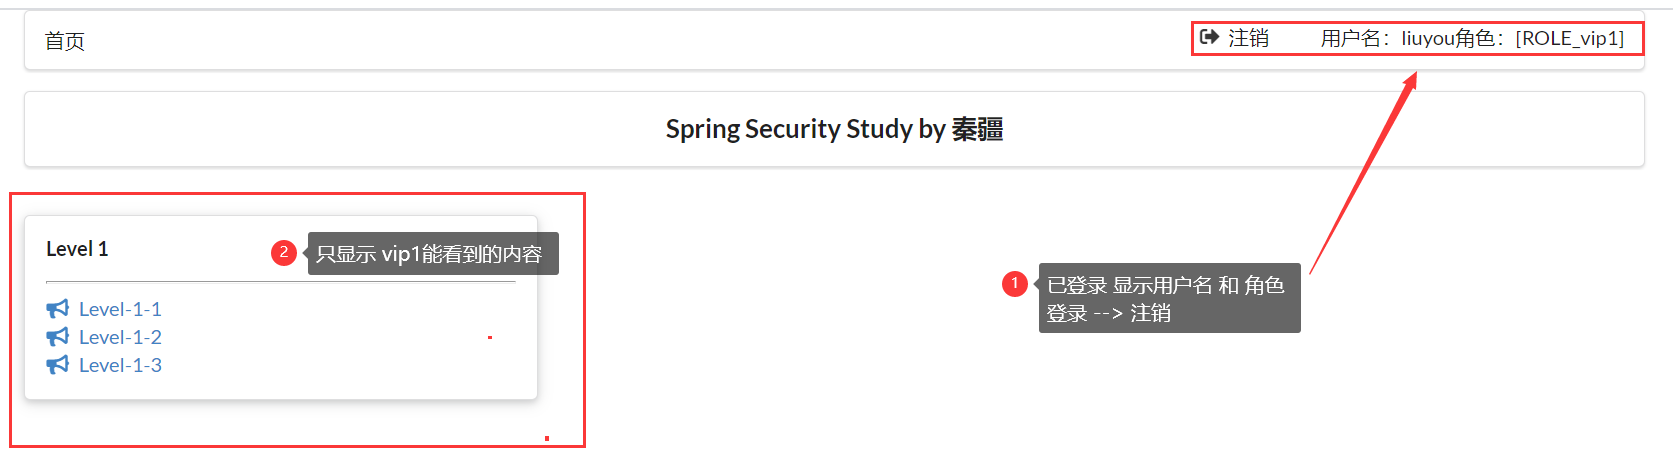 首页
注销 用户名：liuyou角色：[ROLE_vip1]
Spring Security Study by 秦疆
Level 1
2 只显示 vip1能看到的内容
Level-1-1
Level-1-2
Level-1-3
1 已登录 显示用户名 和 角色
登录 --> 注销